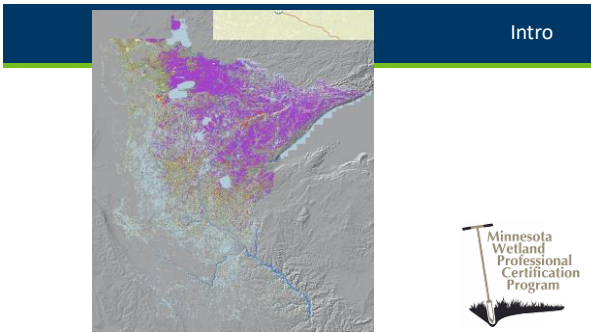 Intro
Minnesota
Wetland
Professional
Certification
Program